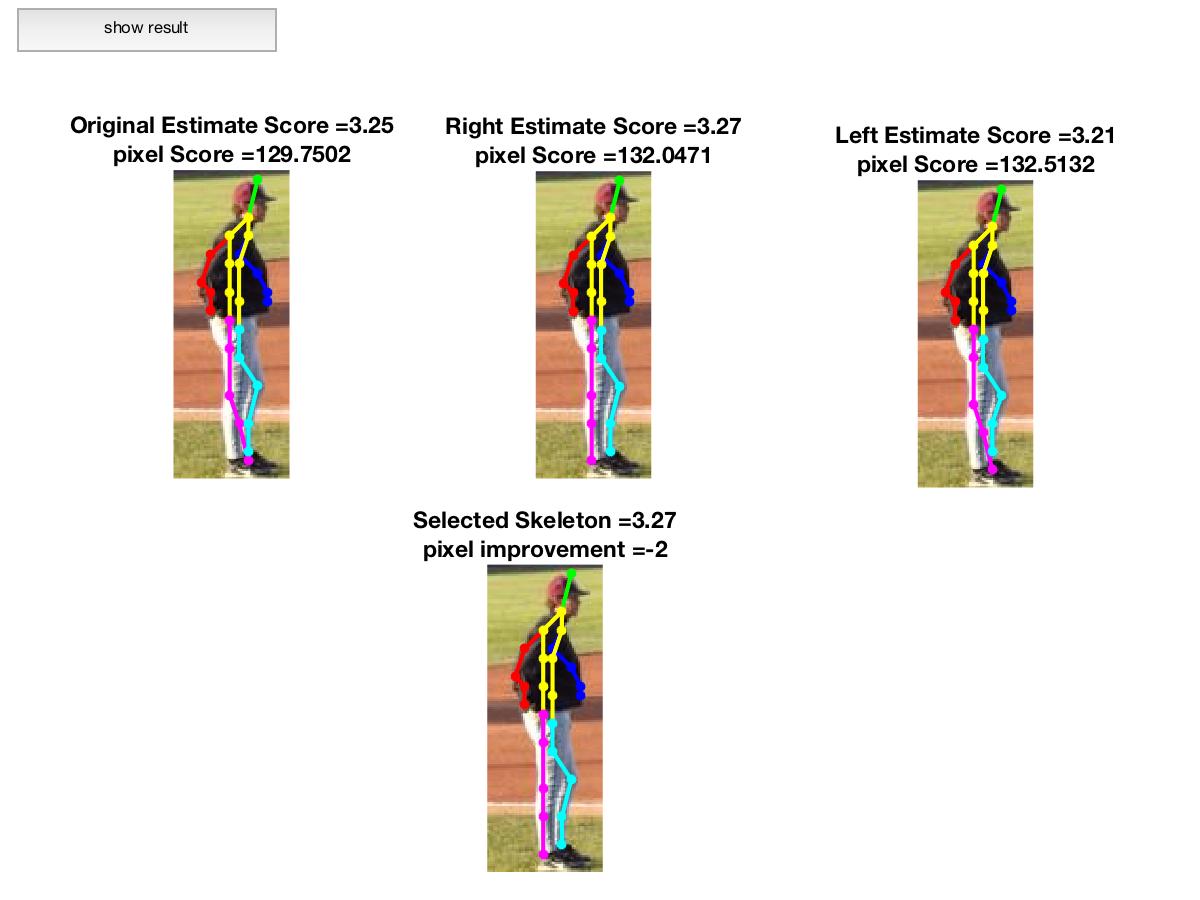 show result
Original Estimate Score =3.25
pixel Score =129.7502
Right Estimate Score =3.27
pixel Score =132.0471
Left Estimate Score =3.21
pixel Score =132.5132
Selected Skeleton =3.27
pixel improvement =-2